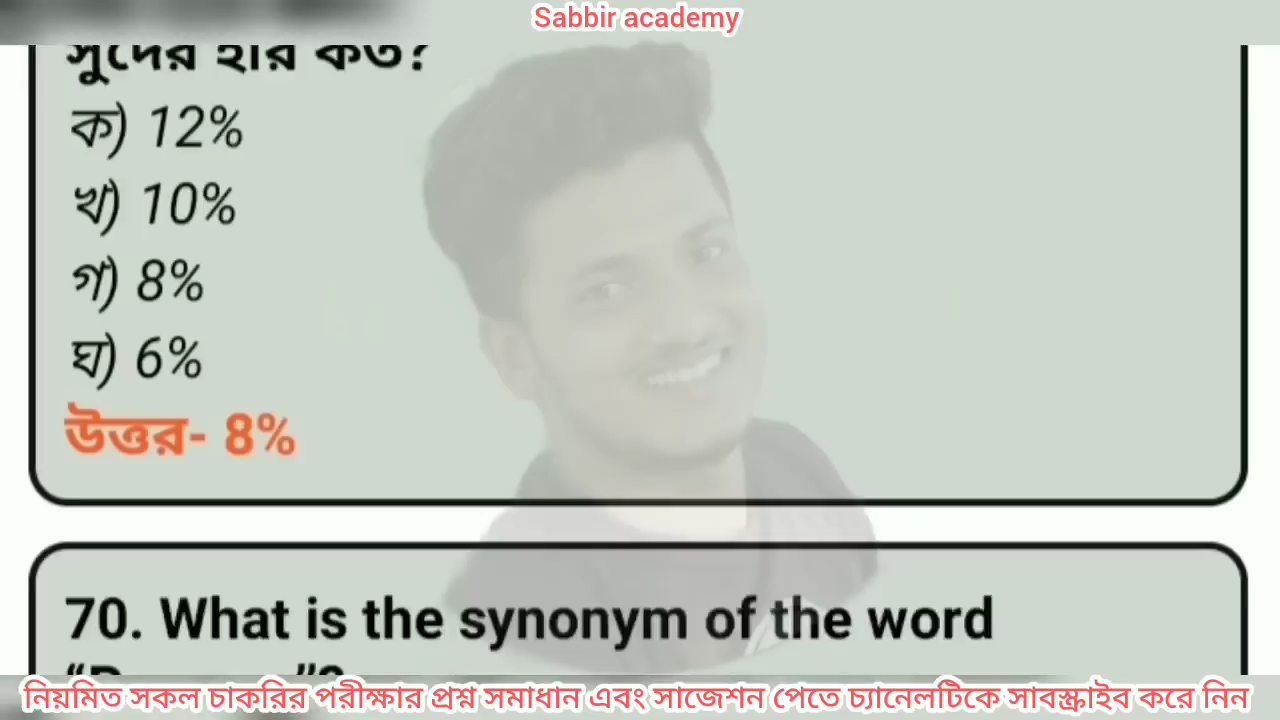 Sabbir academy
সুদের হার কত?
ক) 12%
খ) 10%
গ) 8%
ঘ) 6%
উত্তর- 8%
70. What is the synonym of the word
নিয়মিত সকল চাকরির পরীক্ষার প্রশ্ন সমাধান এবং সাজেশন পেতে চ্যানেলটিকে সাবস্ক্রাইব করে নিন